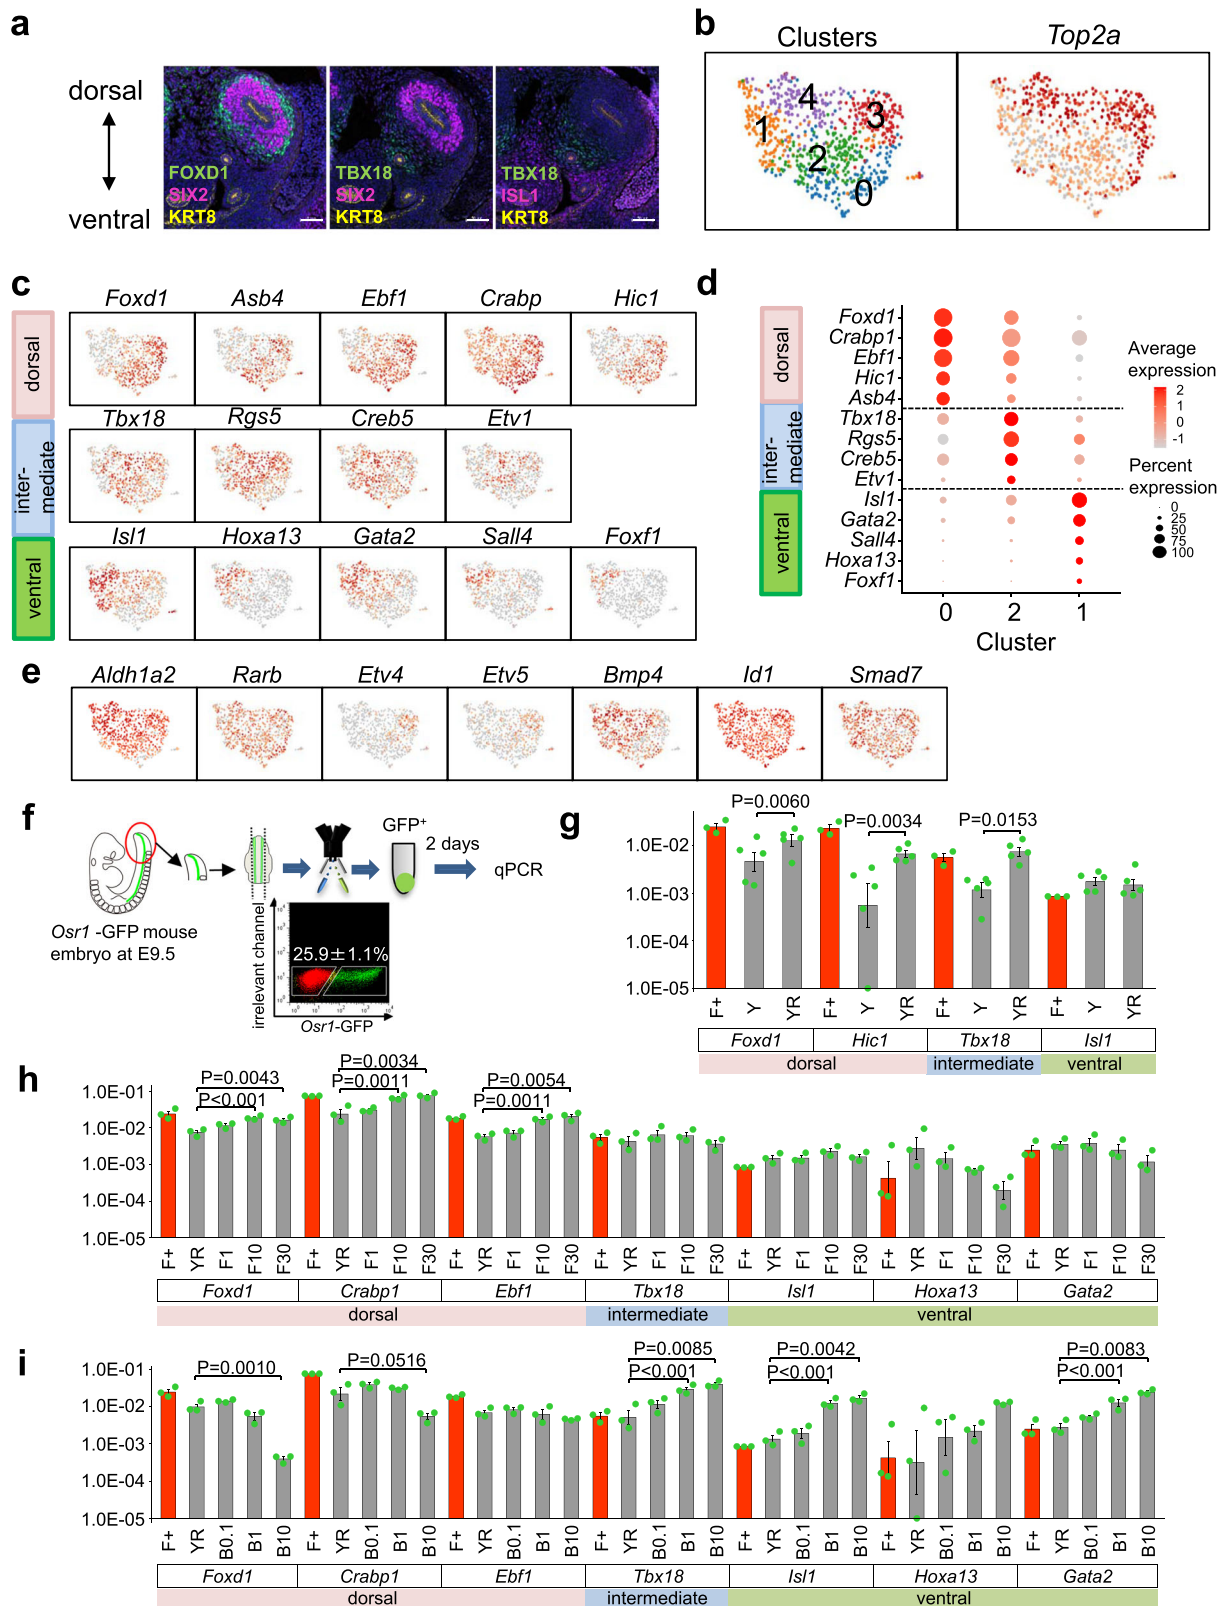 a
dorsal
ventral
FOXD1
SIX2
KRT8
TBX18
SIX2
KRT8
TBX18
ISL1
KRT8
b
Clusters
Top2a
4
1
3
2
0
c
Foxd1 Asb4 Ebf1 Crabp Hic1
dorsal
Tbx18 Rgs5 Creb5 Etv1
inter-
mediate
Isl1 Hoxa13 Gata2 Sall4 Foxf1
ventral
d
dorsal
inter-
mediate
ventral
Foxd1
Crabp1
Ebf1
Hic1
Asb4
Tbx18
Rgs5
Creb5
Etv1
Isl1
Gata2
Sall4
Hoxa13
Foxf1
0 2 1
Cluster
Average
expression
2
1
0
-1
Percent
expression
0
25
50
75
100
e
Aldh1a2 Rarb Etv4 Etv5 Bmp4 Id1 Smad7
f
GFP+
2 days
qPCR
Osr1 -GFP mouse
embryo at E9.5
irrelevant channel
25.9±1.1%
10^0 10^1 10^2 10^3 10^4
Osr1-GFP
g
P=0.0060
P=0.0034
P=0.0153
1.0E-02
1.0E-03
1.0E-04
1.0E-05
F+ Y YR F+ Y YR F+ Y YR F+ Y YR
Foxd1 Hic1 Tbx18 Isl1
dorsal intermediate ventral
h
P=0.0043
P<0.001
P=0.0034
P=0.0011
P=0.0054
P=0.0011
1.0E-01
1.0E-02
1.0E-03
1.0E-04
1.0E-05
F+ YR F1 F10 F30 F+ YR F1 F10 F30 F+ YR F1 F10 F30 F+ YR F1 F10 F30 F+ YR F1 F10 F30 F+ YR F1 F10 F30 F+ YR F1 F10 F30
Foxd1 Crabp1 Ebf1 Tbx18 Isl1 Hoxa13 Gata2
dorsal intermediate ventral
i
P=0.0010
P=0.0516
P=0.0085
P<0.001
P=0.0042
P<0.001
P=0.0083
P<0.001
1.0E-01
1.0E-02
1.0E-03
1.0E-04
1.0E-05
F+ YR B0.1 B1 B10 F+ YR B0.1 B1 B10 F+ YR B0.1 B1 B10 F+ YR B0.1 B1 B10 F+ YR B0.1 B1 B10 F+ YR B0.1 B1 B10 F+ YR B0.1 B1 B10
Foxd1 Crabp1 Ebf1 Tbx18 Isl1 Hoxa13 Gata2
dorsal intermediate ventral